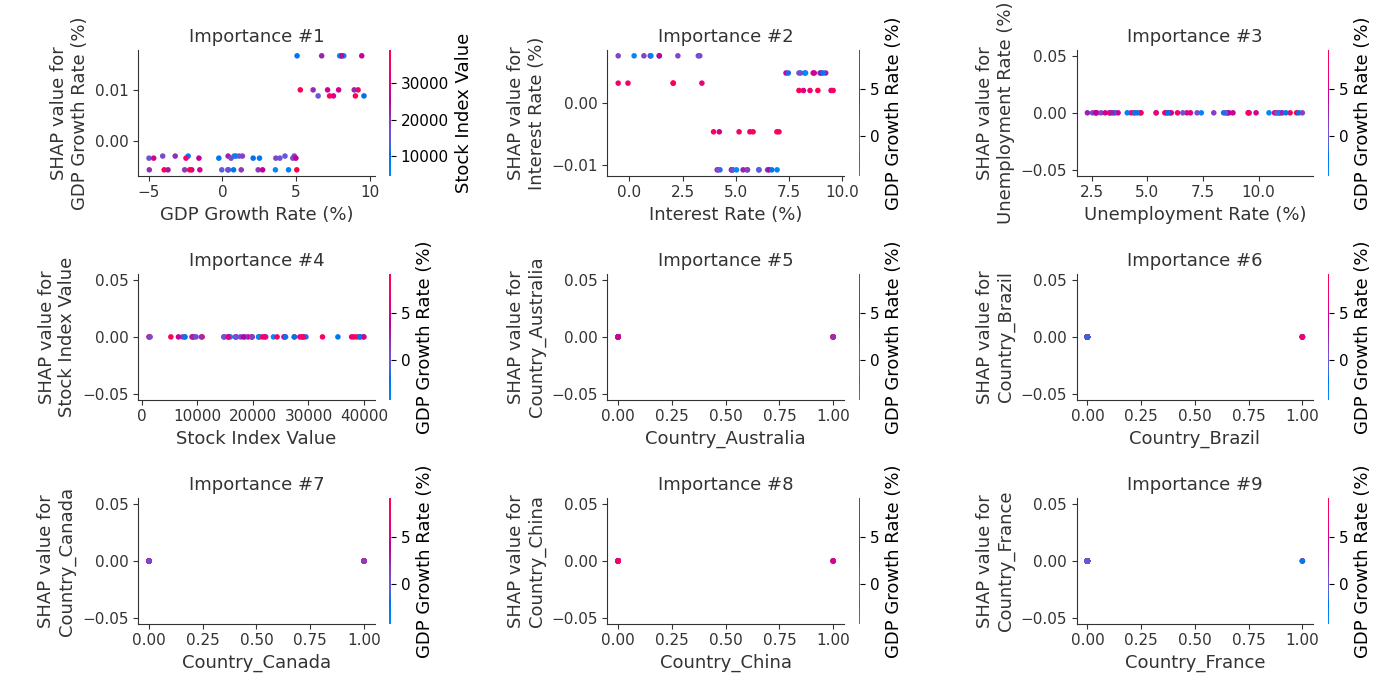 Importance #1
SHAP value for
GDP Growth Rate (%)
0.01
0.00
−5
0
5
10
GDP Growth Rate (%)
30000
20000
10000
Stock Index Value
Importance #2
SHAP value for
Interest Rate (%)
0.00
−0.01
0.0
2.5
5.0
7.5
10.0
Interest Rate (%)
5
0
GDP Growth Rate (%)
Importance #3
SHAP value for
Unemployment Rate (%)
0.05
0.00
−0.05
2.5
5.0
7.5
10.0
Unemployment Rate (%)
5
0
GDP Growth Rate (%)
Importance #4
SHAP value for
Stock Index Value
0.05
0.00
−0.05
0
10000
20000
30000
40000
Stock Index Value
5
0
GDP Growth Rate (%)
Importance #5
SHAP value for
Country_Australia
0.05
0.00
−0.05
0.00
0.25
0.50
0.75
1.00
Country_Australia
5
0
GDP Growth Rate (%)
Importance #6
SHAP value for
Country_Brazil
0.05
0.00
−0.05
0.00
0.25
0.50
0.75
1.00
Country_Brazil
5
0
GDP Growth Rate (%)
Importance #7
SHAP value for
Country_Canada
0.05
0.00
−0.05
0.00
0.25
0.50
0.75
1.00
Country_Canada
5
0
GDP Growth Rate (%)
Importance #8
SHAP value for
Country_China
0.05
0.00
−0.05
0.00
0.25
0.50
0.75
1.00
Country_China
5
0
GDP Growth Rate (%)
Importance #9
SHAP value for
Country_France
0.05
0.00
−0.05
0.00
0.25
0.50
0.75
1.00
Country_France
5
0
GDP Growth Rate (%)